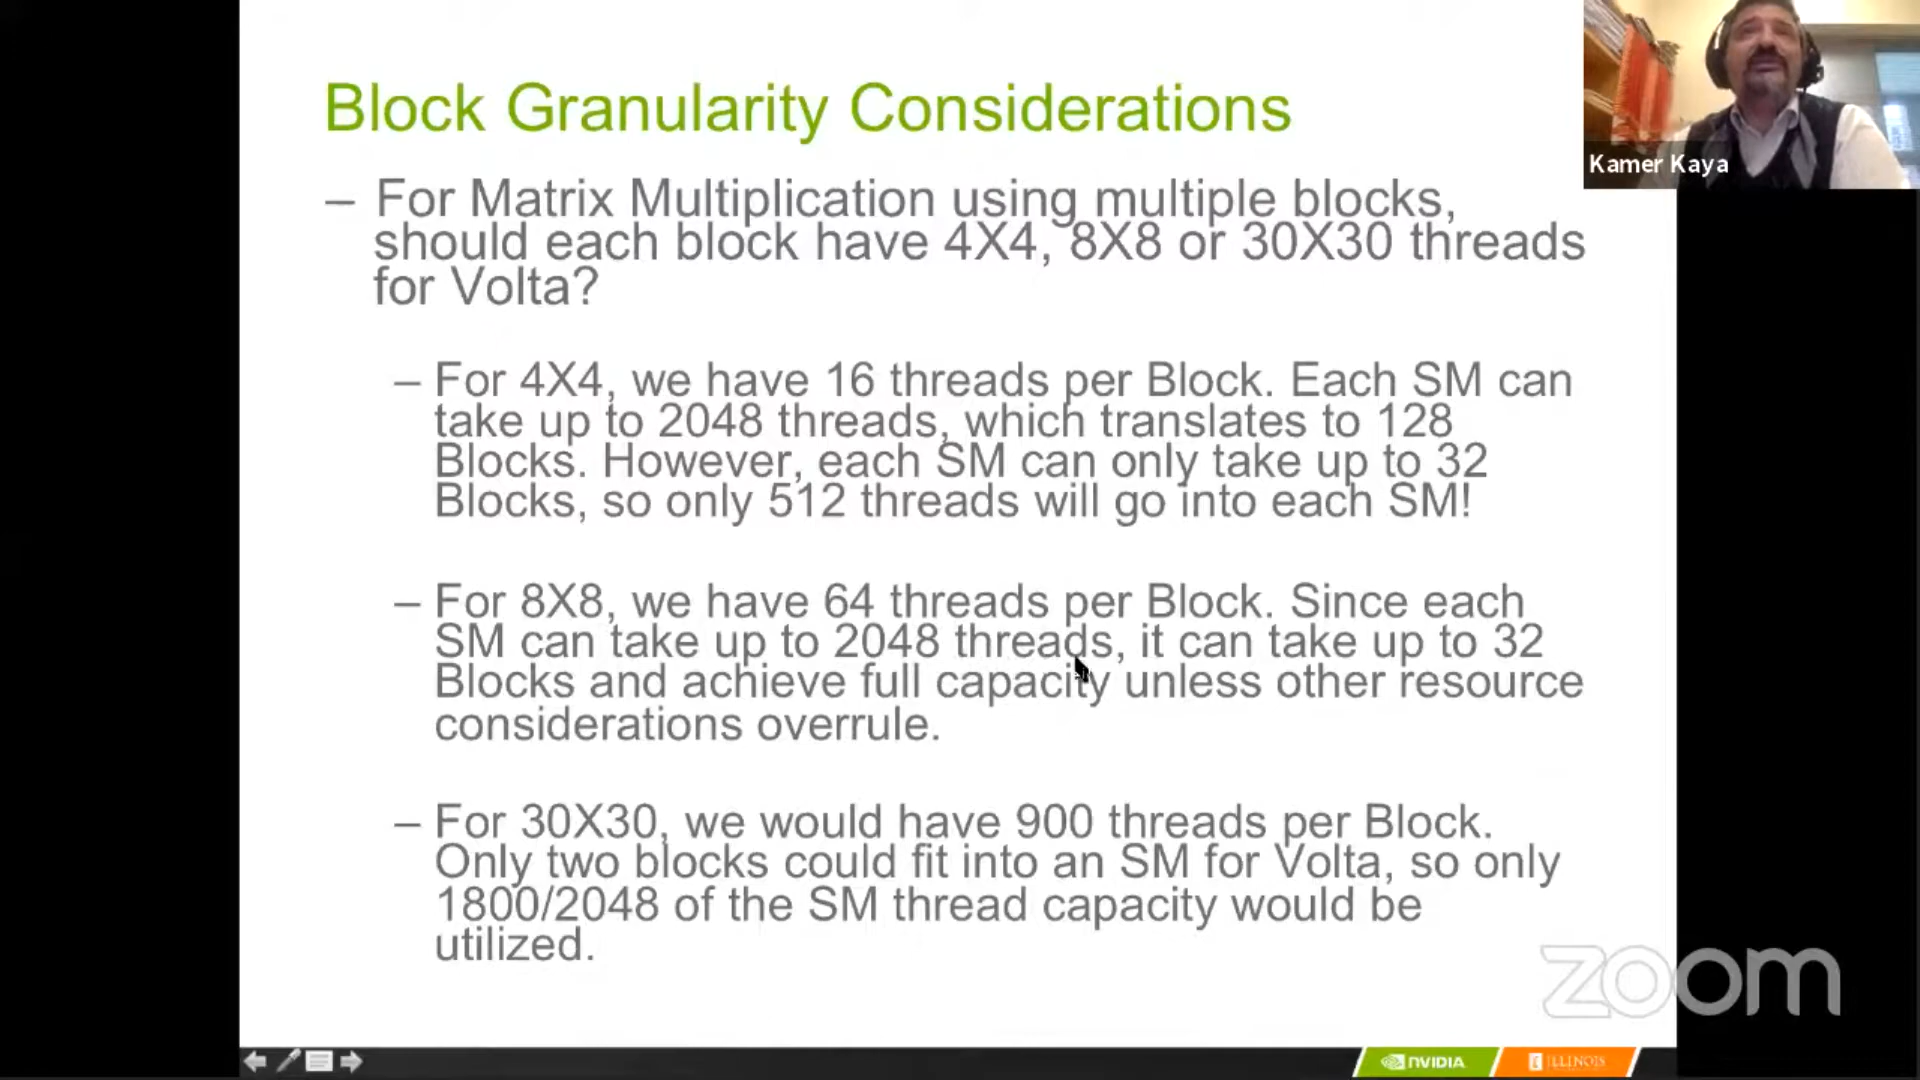 Block Granularity Considerations
Kamer Kaya
– For Matrix Multiplication using multiple blocks,
should each block have 4X4, 8X8 or 30X30 threads
for Volta?
– For 4X4, we have 16 threads per Block. Each SM can
take up to 2048 threads, which translates to 128
Blocks. However, each SM can only take up to 32
Blocks, so only 512 threads will go into each SM!
– For 8X8, we have 64 threads per Block. Since each
SM can take up to 2048 threads, it can take up to 32
Blocks and achieve full capacity unless other resource
considerations overrule.
– For 30X30, we would have 900 threads per Block.
Only two blocks could fit into an SM for Volta, so only
1800/2048 of the SM thread capacity would be
utilized.
zoom
NVIDIA
I ILLINOIS